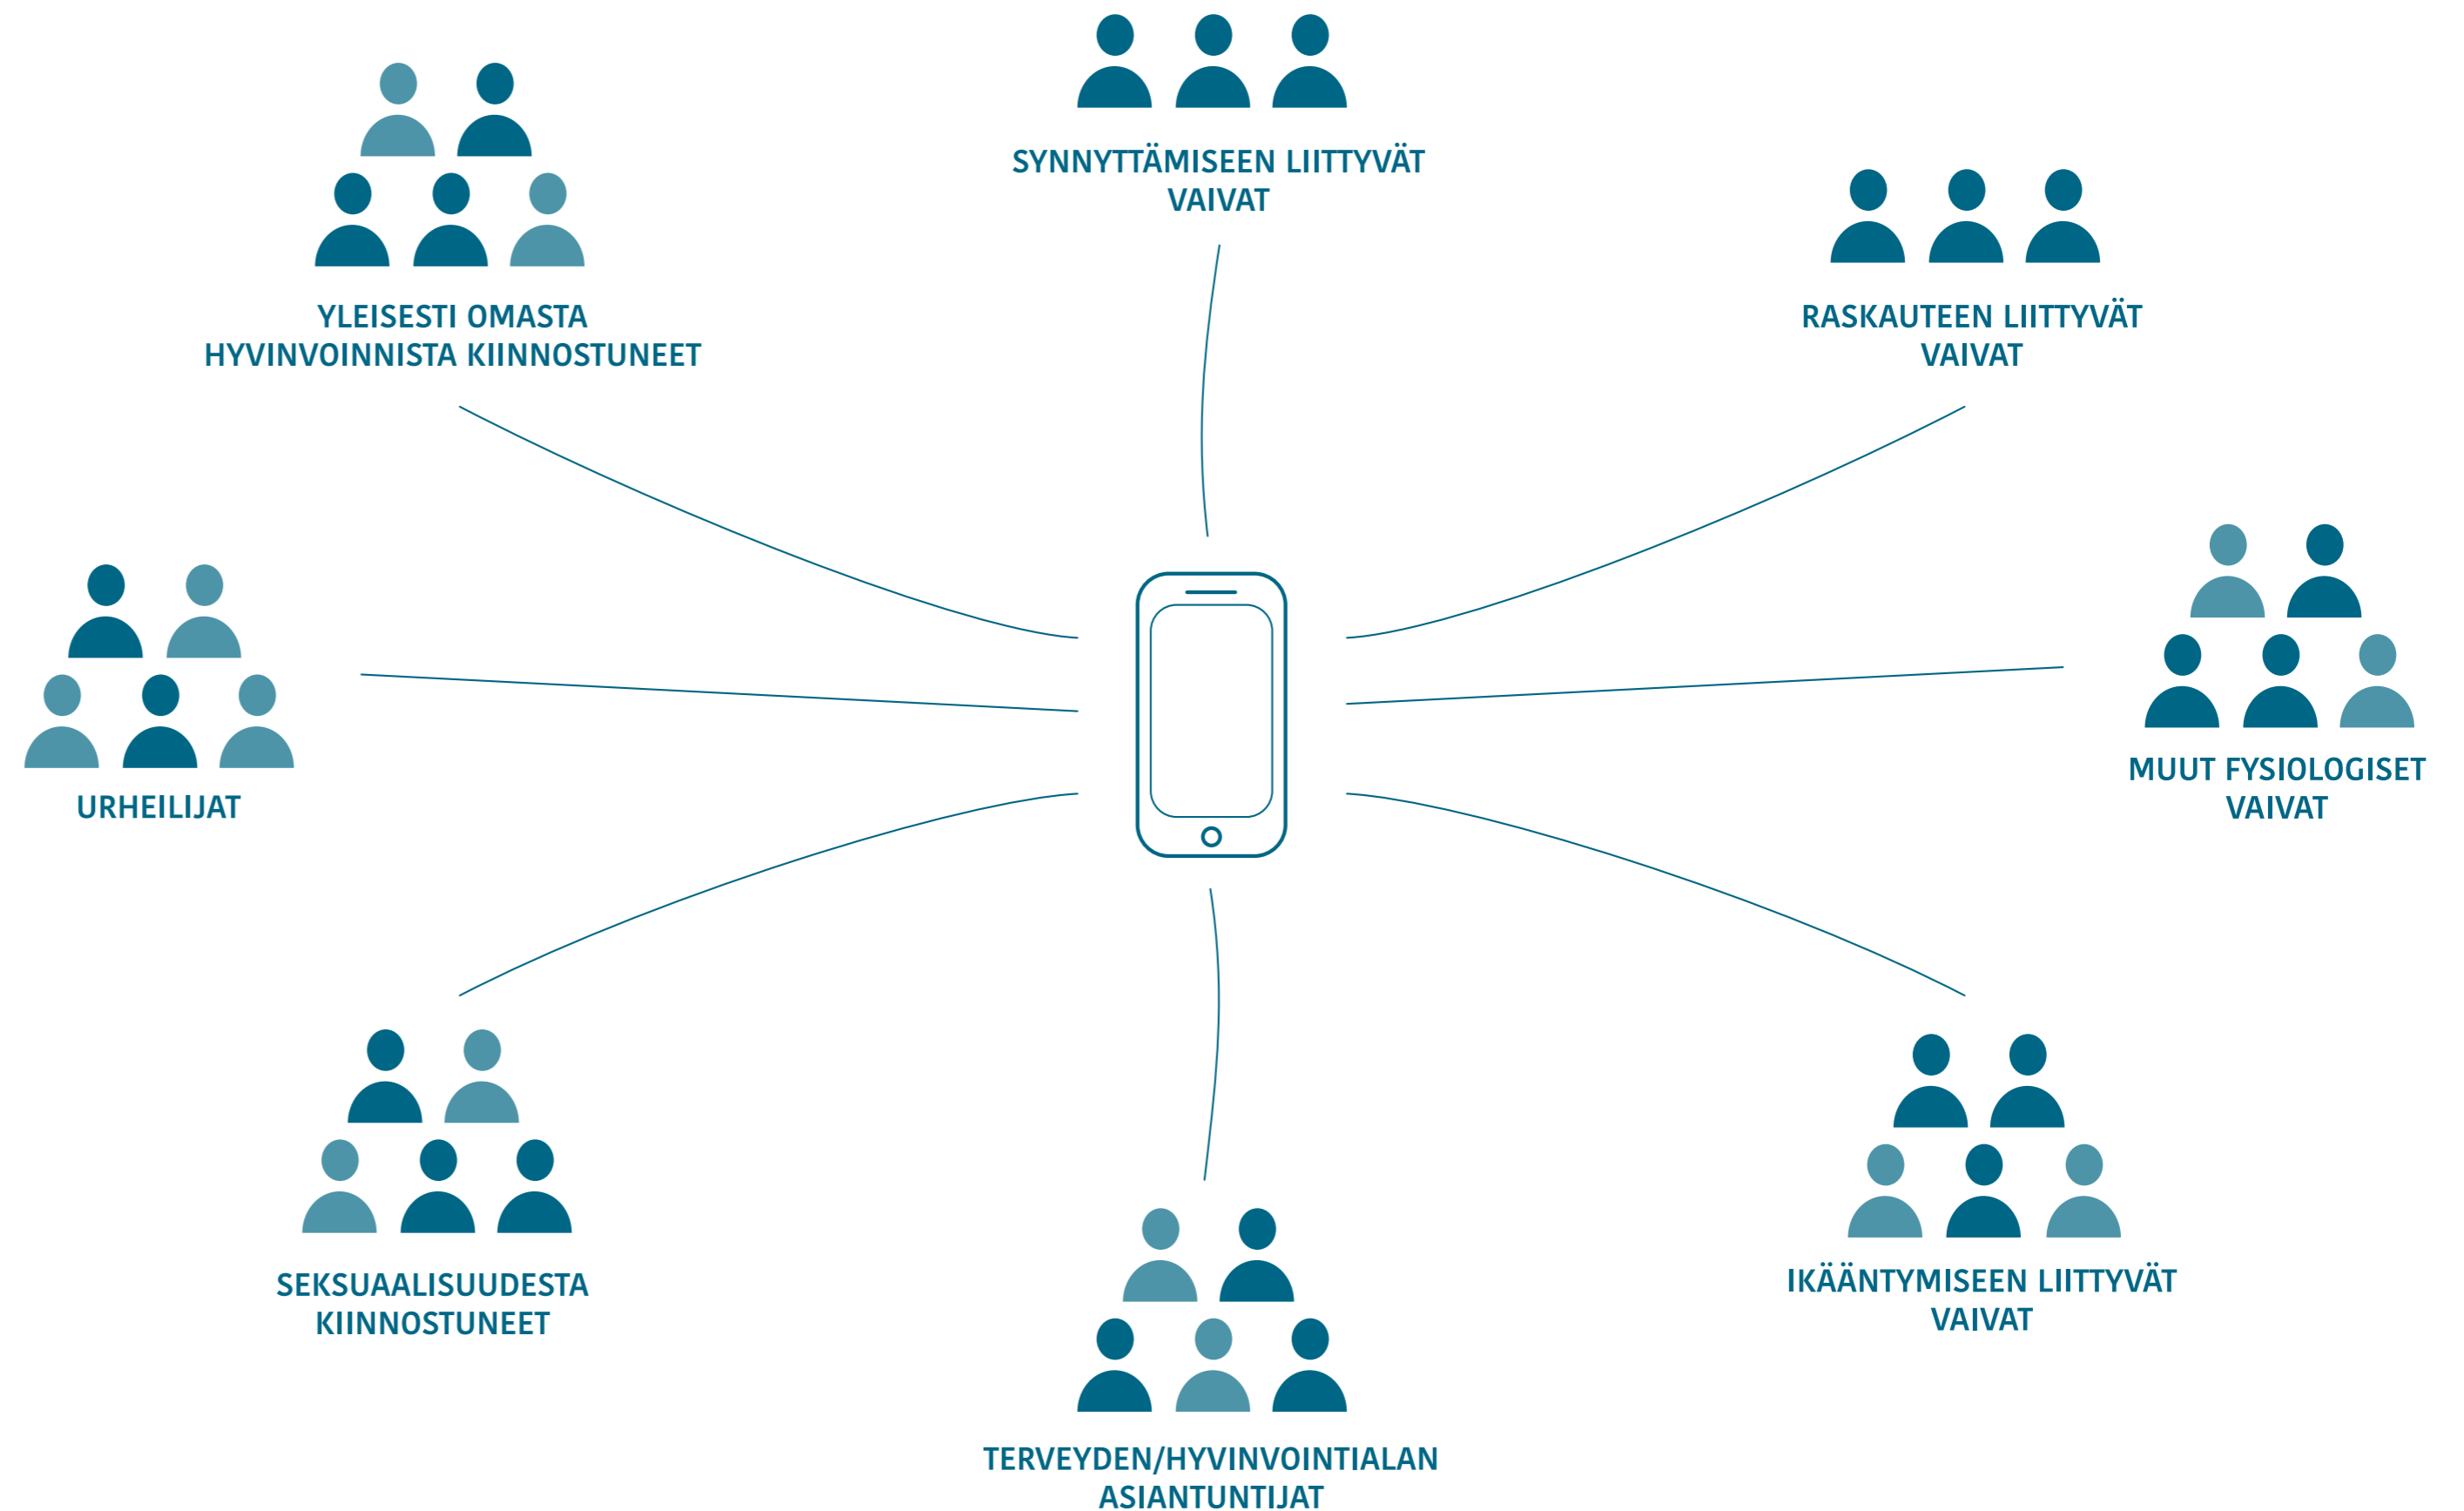 SYNNYTTÄMISEEN LIITTYVÄT
VAIVAT
YLEISESTI OMASTA
HYVINVOINNISTA KIINNOSTUNEET
RASKAUTEEN LIITTYVÄT
VAIVAT
URHEILIJAT
MUUT FYSIOLOGISET
VAIVAT
SEKSUAALISUUDESTA
KIINNOSTUNEET
IKÄÄNTYMISEEN LIITTYVÄT
VAIVAT
TERVEYDEN/HYVINVOINTIALAN
ASIANTUNTIJAT